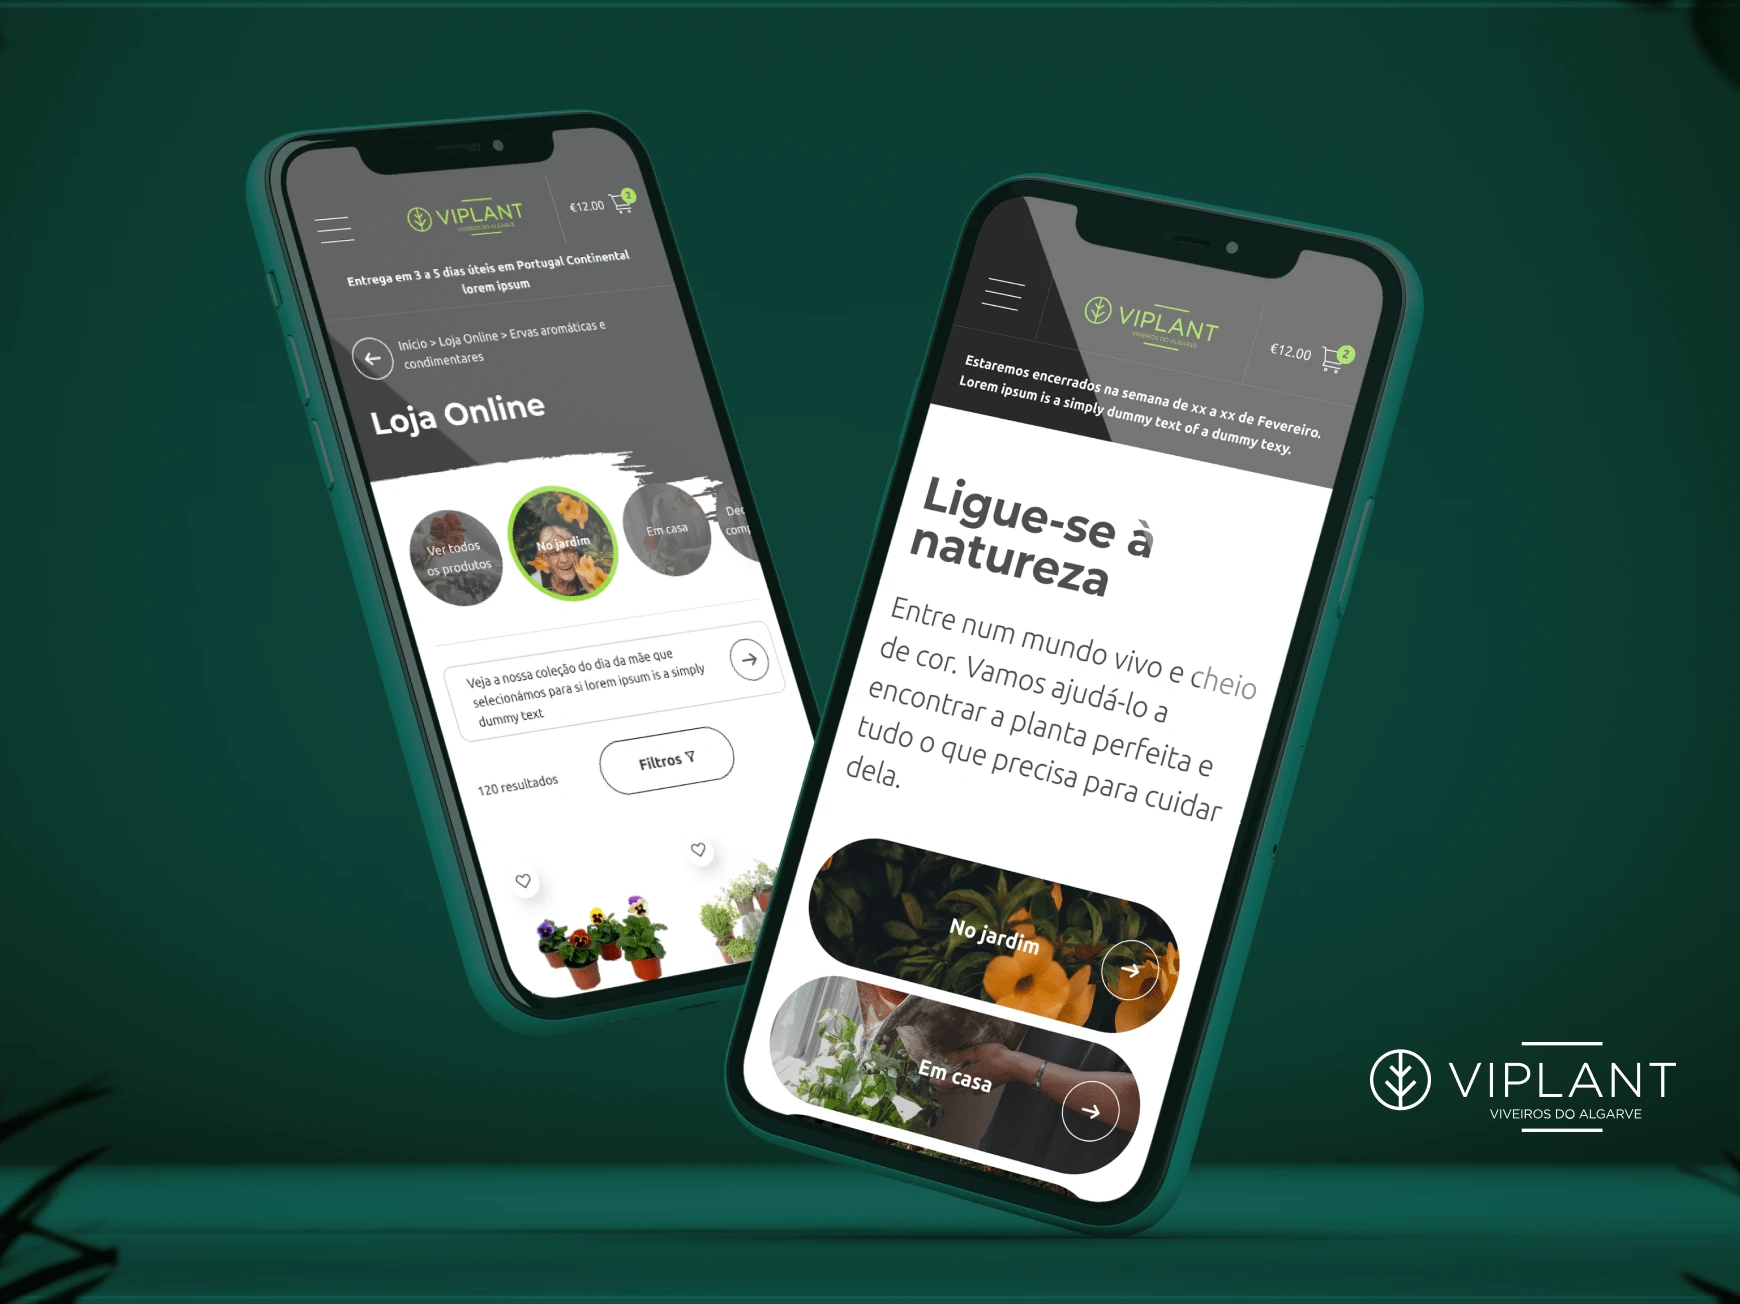 VIPLANT
VIVEIROS DO ALGARVE
€12.00
2
Entrega em 3 a 5 dias úteis em Portugal Continental
lorem ipsum
Início > Loja Online > Ervas aromáticas e
condimentares
Loja Online
Ver todos
os produtos
No jardim
Em casa
Veja a nossa coleção do dia da mãe que
selecionámos para si lorem ipsum is a simply
dummy text
120 resultados
Filtros
VIPLANT
VIVEIROS DO ALGARVE
€12.00
2
Estaremos encerrados na semana de xx a xx de Fevereiro.
Lorem ipsum is a simply dummy text of a dummy texy.
Ligue-se à
natureza
Entre num mundo vivo e cheio
de cor. Vamos ajudá-lo a
encontrar a planta perfeita e
tudo o que precisa para cuidar
dela.
No jardim
Em casa
VIPLANT
VIVEIROS DO ALGARVE